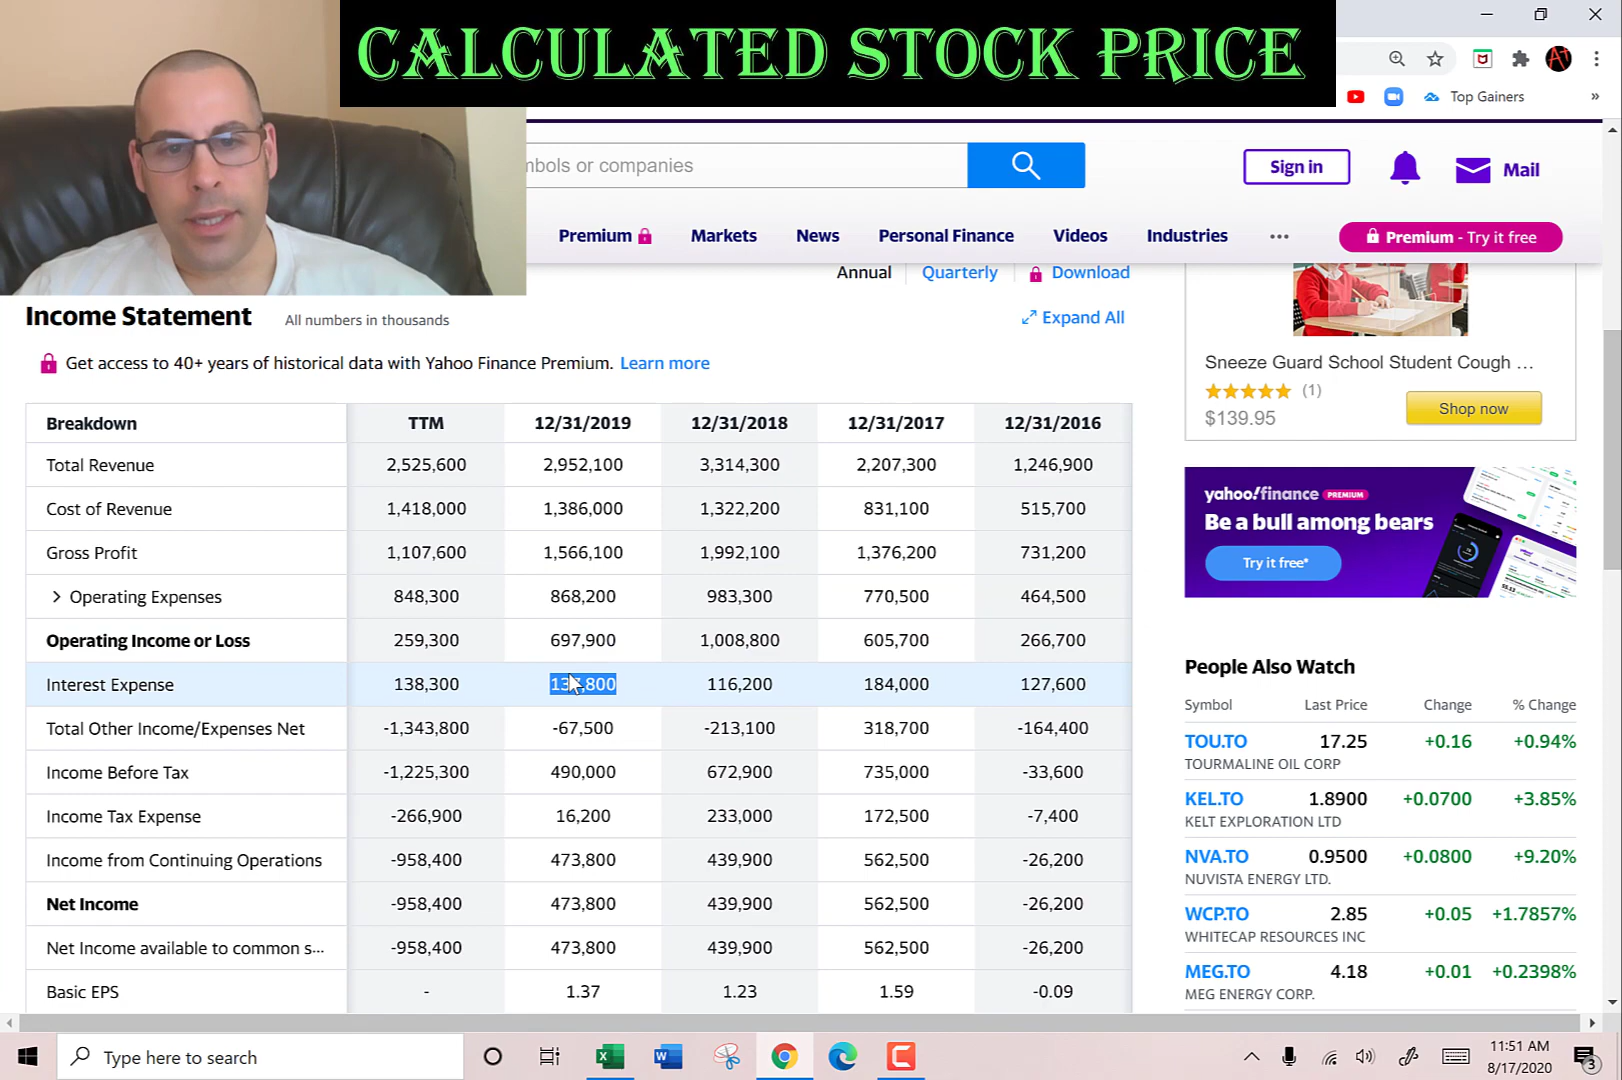 CALCULATED STOCK PRICE
Top Gainers
»
mbols or companies
Sign in
Mail
Premium
Markets
News
Personal Finance
Videos
Industries
Premium - Try it free
Annual
Quarterly
Download
Income Statement
All numbers in thousands
Expand All
Get access to 40+ years of historical data with Yahoo Finance Premium. Learn more
Breakdown TTM 12/31/2019 12/31/2018 12/31/2017 12/31/2016
Total Revenue 2,525,600 2,952,100 3,314,300 2,207,300 1,246,900
Cost of Revenue 1,418,000 1,386,000 1,322,200 831,100 515,700
Gross Profit 1,107,600 1,566,100 1,992,100 1,376,200 731,200
Operating Expenses 848,300 868,200 983,300 770,500 464,500
Operating Income or Loss 259,300 697,900 1,008,800 605,700 266,700
Interest Expense 138,300 116,200 184,000 127,600
Total Other Income/Expenses Net -1,343,800 -67,500 -213,100 318,700 -164,400
Income Before Tax -1,225,300 490,000 672,900 735,000 -33,600
Income Tax Expense -266,900 16,200 233,000 172,500 -7,400
Income from Continuing Operations -958,400 473,800 439,900 562,500 -26,200
Net Income -958,400 473,800 439,900 562,500 -26,200
Net Income available to common s... -958,400 473,800 439,900 562,500 -26,200
Basic EPS - 1.37 1.23 1.59 -0.09
Sneeze Guard School Student Cough ...
(1)
$139.95
Shop now
yahoo!finance PREMIUM
Be a bull among bears
Try it free*
People Also Watch
Symbol Last Price Change % Change
TOU.TO 17.25 +0.16 +0.94%
TOURMALINE OIL CORP
KEL.TO 1.8900 +0.0700 +3.85%
KELT EXPLORATION LTD
NVA.TO 0.9500 +0.0800 +9.20%
NUVISTA ENERGY LTD.
WCP.TO 2.85 +0.05 +1.7857%
WHITECAP RESOURCES INC
MEG.TO 4.18 +0.01 +0.2398%
MEG ENERGY CORP.
Type here to search
11:51 AM
8/17/2020
3